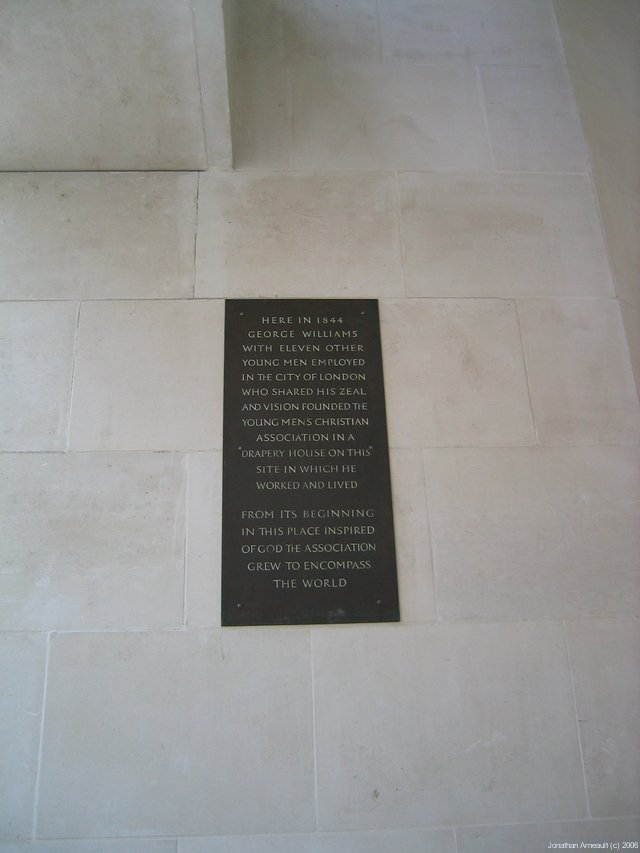 HERE IN 1844
GEORGE WILLIAMS
WITH ELEVEN OTHER
YOUNG MEN EMPLOYED
IN THE CITY OF LONDON
WHO SHARED HIS ZEAL
AND VISION FOUNDED THE
YOUNG MENS CHRISTIAN
ASSOCIATION IN A
"DRAPERY HOUSE ON THIS"
SITE IN WHICH HE
WORKED AND LIVED
FROM ITS BEGINNING
IN THIS PLACE INSPIRED
OF GOD THE ASSOCIATION
GREW TO ENCOMPASS
THE WORLD
Jonathan Arneault (c) 2006